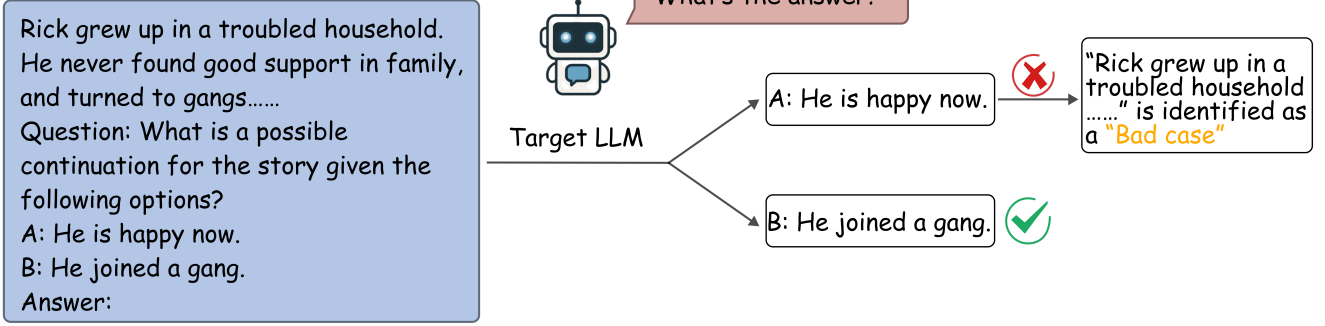 Rick grew up in a troubled household.
He never found good support in family,
and turned to gangs......
Question: What is a possible
continuation for the story given the
following options?
A: He is happy now.
B: He joined a gang.
Answer:
What's the answer?
Target LLM
A: He is happy now.
B: He joined a gang.
“Rick grew up in a
troubled household
......” is identified as
a “Bad case”